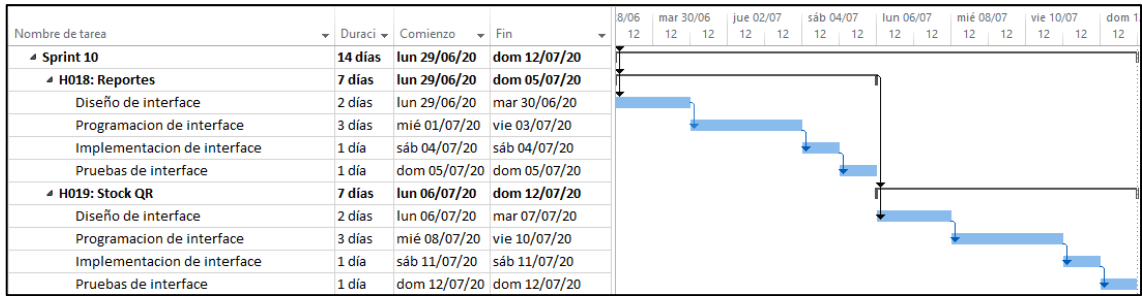 8/06 mar 30/06 jue 02/07 sáb 04/07 lun 06/07 mié 08/07 vie 10/07 dom 1
Nombre de tarea Duraci Comienzo Fin 12 12 12 12 12 12 12 12 12 12 12 12 12 12
Sprint 10 14 días lun 29/06/20 dom 12/07/20
H018: Reportes 7 días lun 29/06/20 dom 05/07/20
Diseño de interface 2 días lun 29/06/20 mar 30/06/20
Programacion de interface 3 días mié 01/07/20 vie 03/07/20
Implementacion de interface 1 día sáb 04/07/20 sáb 04/07/20
Pruebas de interface 1 día dom 05/07/20 dom 05/07/20
H019: Stock QR 7 días lun 06/07/20 dom 12/07/20
Diseño de interface 2 días lun 06/07/20 mar 07/07/20
Programacion de interface 3 días mié 08/07/20 vie 10/07/20
Implementacion de interface 1 día sáb 11/07/20 sáb 11/07/20
Pruebas de interface 1 día dom 12/07/20 dom 12/07/20